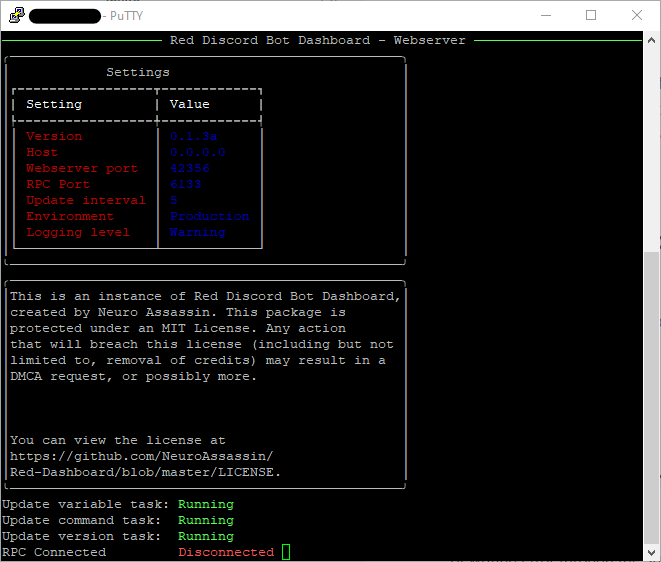 - PuTTY
Red Discord Bot Dashboard - Webserver
Settings
Setting Value
Version 0.1.3a
Host 0.0.0.0
Webserver port 42356
RPC Port 6133
Update interval 5
Environment Production
Logging level Warning
This is an instance of Red Discord Bot Dashboard,
created by Neuro Assassin. This package is
protected under an MIT License. Any action
that will breach this license (including but not
limited to, removal of credits) may result in a
DMCA request, or possibly more.
You can view the license at
https://github.com/NeuroAssassin/
Red-Dashboard/blob/master/LICENSE.
Update variable task: Running
Update command task: Running
Update version task: Running
RPC Connected Disconnected